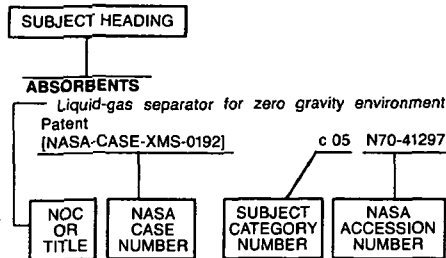 SUBJECT HEADING
ABSORBENTS
Liquid-gas separator for zero gravity environment
Patent
[NASA-CASE-XMS-0192] c 05 N70-41297
NOC OR TITLE
NASA CASE NUMBER
SUBJECT CATEGORY NUMBER
NASA ACCESSION NUMBER